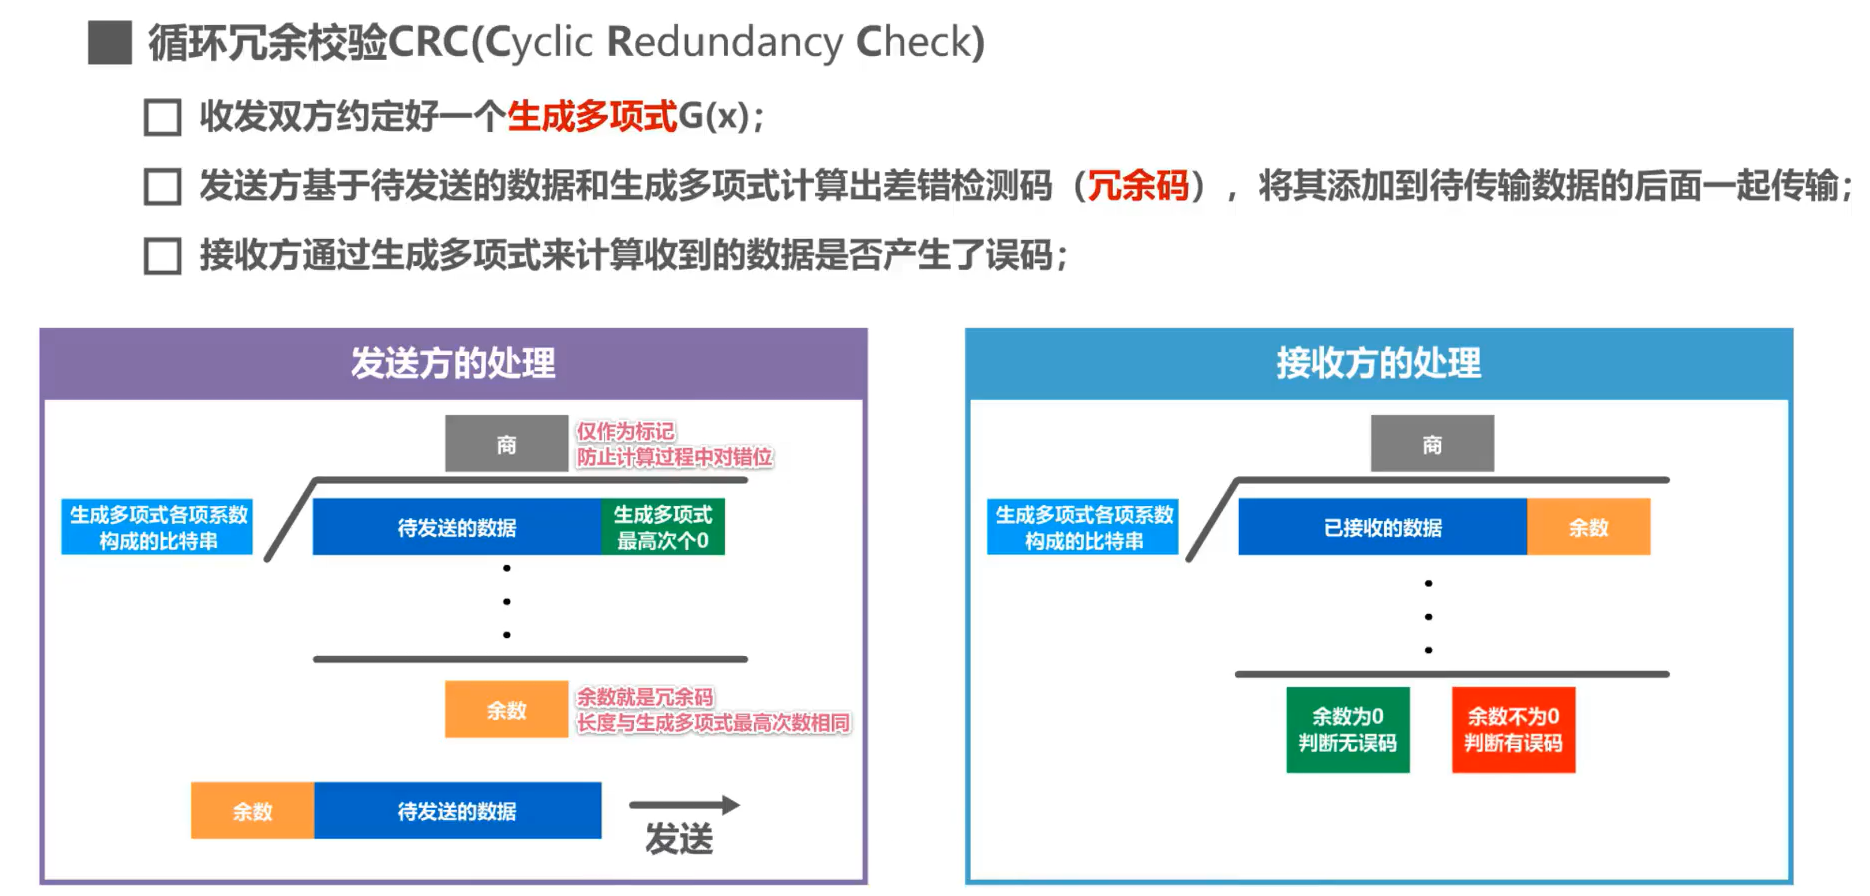 循环冗余校验CRC(Cyclic Redundancy Check)
收发双方约定好一个生成多项式G(x)；
发送方基于待发送的数据和生成多项式计算出差错检测码（冗余码），将其添加到待传输数据的后面一起传输；
接收方通过生成多项式来计算收到的数据是否产生了误码；
发送方的处理
商
仅作为标记
防止计算过程中对错位
生成多项式各项系数
构成的比特串
待发送的数据
生成多项式
最高次个0
余数
余数就是冗余码
长度与生成多项式最高次数相同
余数
待发送的数据
发送
接收方的处理
商
生成多项式各项系数
构成的比特串
已接收的数据
余数
余数为0
判断无误码
余数不为0
判断有误码